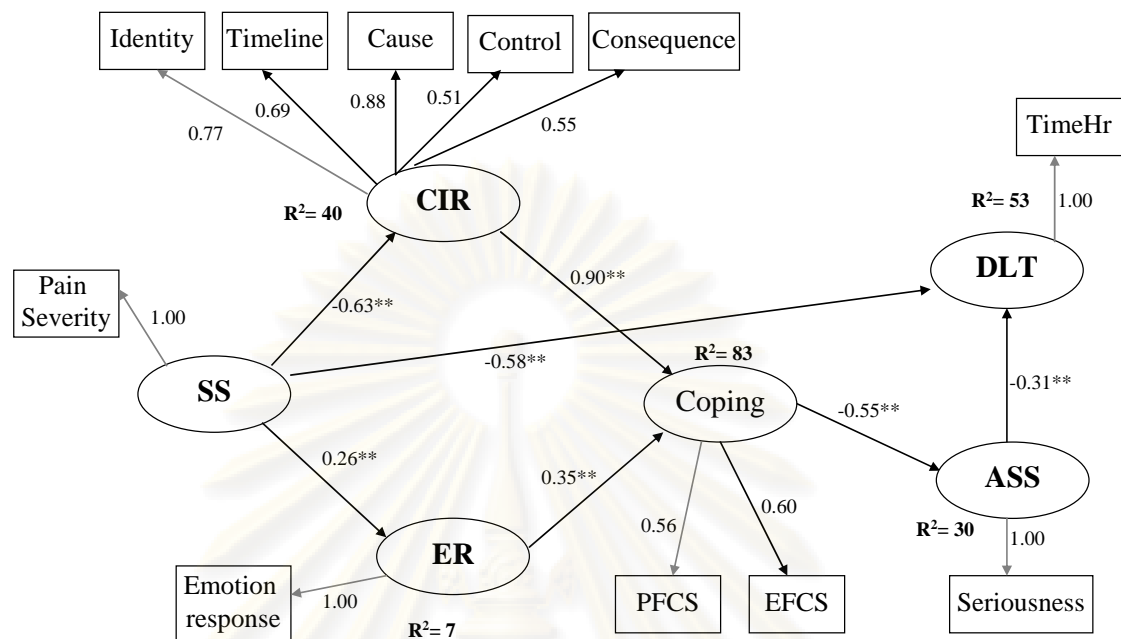 Identity
Timeline
Cause
Control
Consequence
0.77
0.69
0.88
0.51
0.55
TimeHr
R²= 40
CIR
R²= 53
1.00
DLT
Pain
Severity
1.00
-0.63**
0.90**
-0.58**
R²= 83
SS
Coping
-0.31**
-0.55**
0.26**
0.35**
ASS
0.56
0.60
R²= 30
1.00
ER
Emotion
response
1.00
R²= 7
PFCS
EFCS
Seriousness